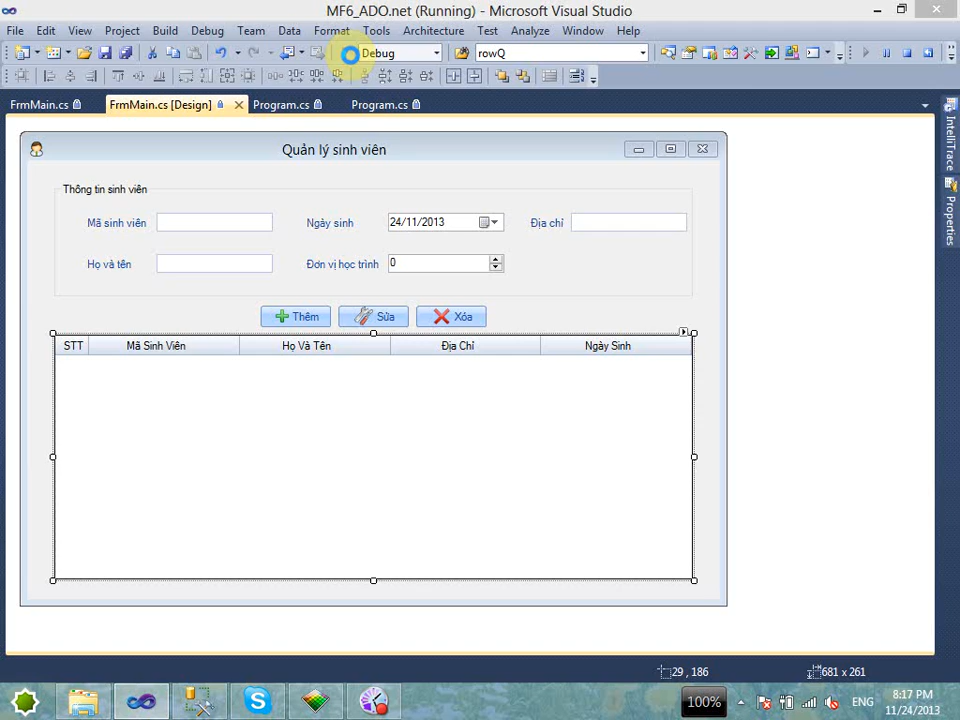 MF6_ADO.net (Running) - Microsoft Visual Studio
File Edit View Project Build Debug Team Data Format Tools Architecture Test Analyze Window Help
Debug rowQ
FrmMain.cs FrmMain.cs [Design] Program.cs Program.cs
IntelliTrace
Properties
Quản lý sinh viên
Thông tin sinh viên
Mã sinh viên Ngày sinh 24/11/2013 Địa chỉ
Họ và tên Đơn vị học trình 0
Thêm Sửa Xóa
STT Mã Sinh Viên Họ Và Tên Địa Chỉ Ngày Sinh
29 , 186 681 x 261
100% ENG 8:17 PM
11/24/2013